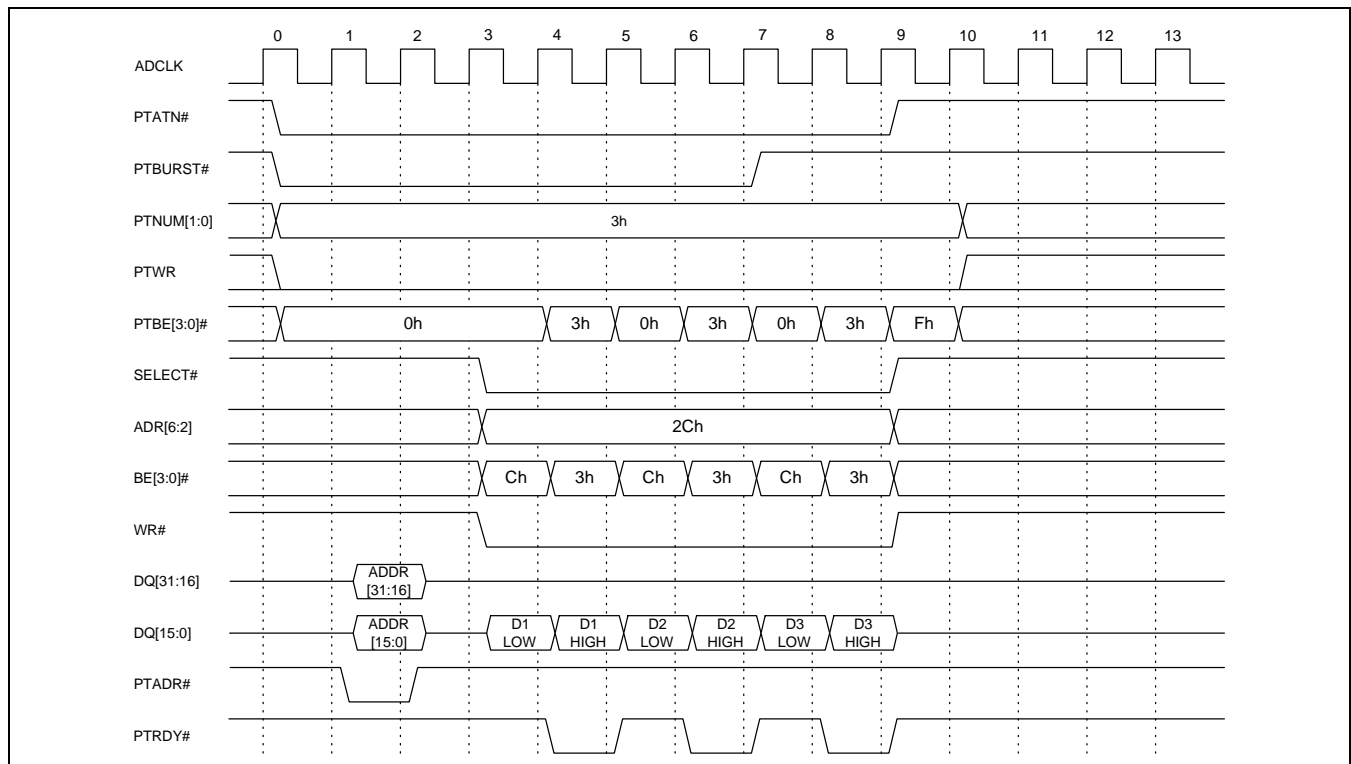 0 1 2 3 4 5 6 7 8 9 10 11 12 13
ADCLK
PTATN#
PTBURST#
PTNUM[1:0] 3h
PTWR
PTBE[3:0]# 0h 3h 0h 3h 0h 3h Fh
SELECT#
ADR[6:2] 2Ch
BE[3:0]# Ch 3h Ch 3h Ch 3h
WR#
ADDR
DQ[31:16] [31:16]
ADDR D1 D1 D2 D2 D3 D3
DQ[15:0] [15:0] LOW HIGH LOW HIGH LOW HIGH
PTADR#
PTRDY#